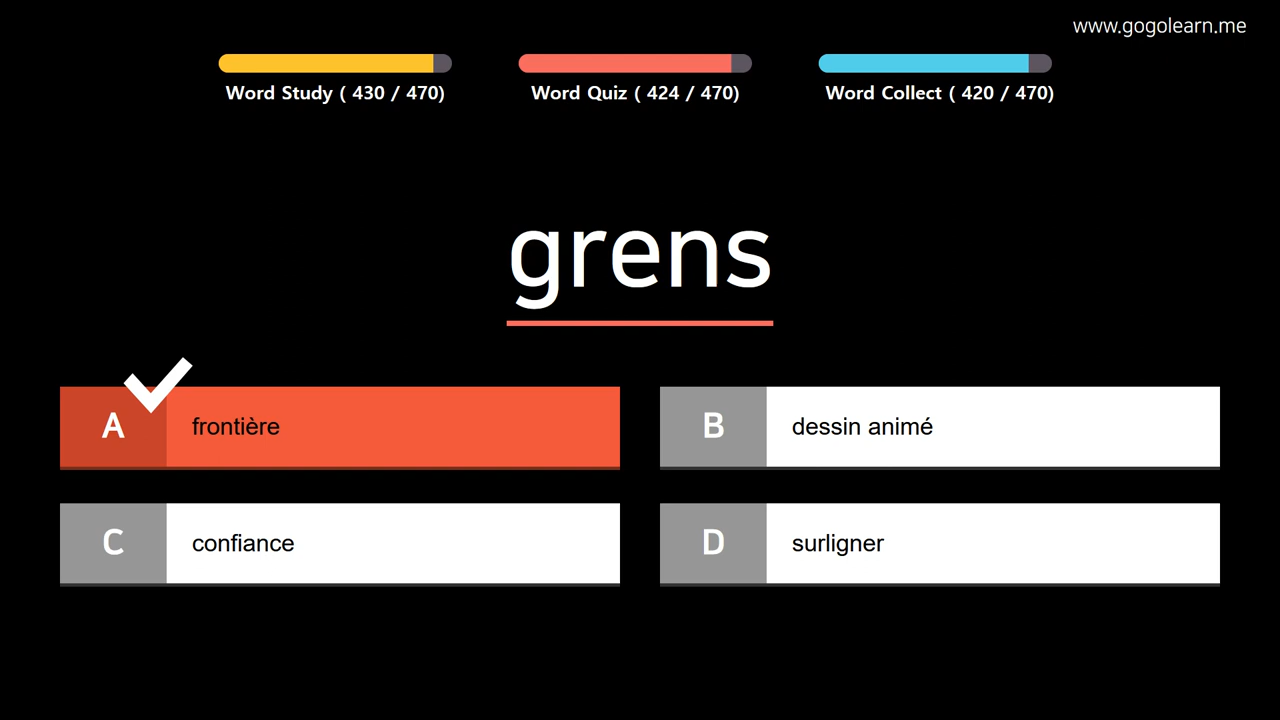 www.gogolearn.me
Word Study ( 430 / 470)
Word Quiz ( 424 / 470)
Word Collect ( 420 / 470)
grens
A frontière
B dessin animé
C confiance
D surligner